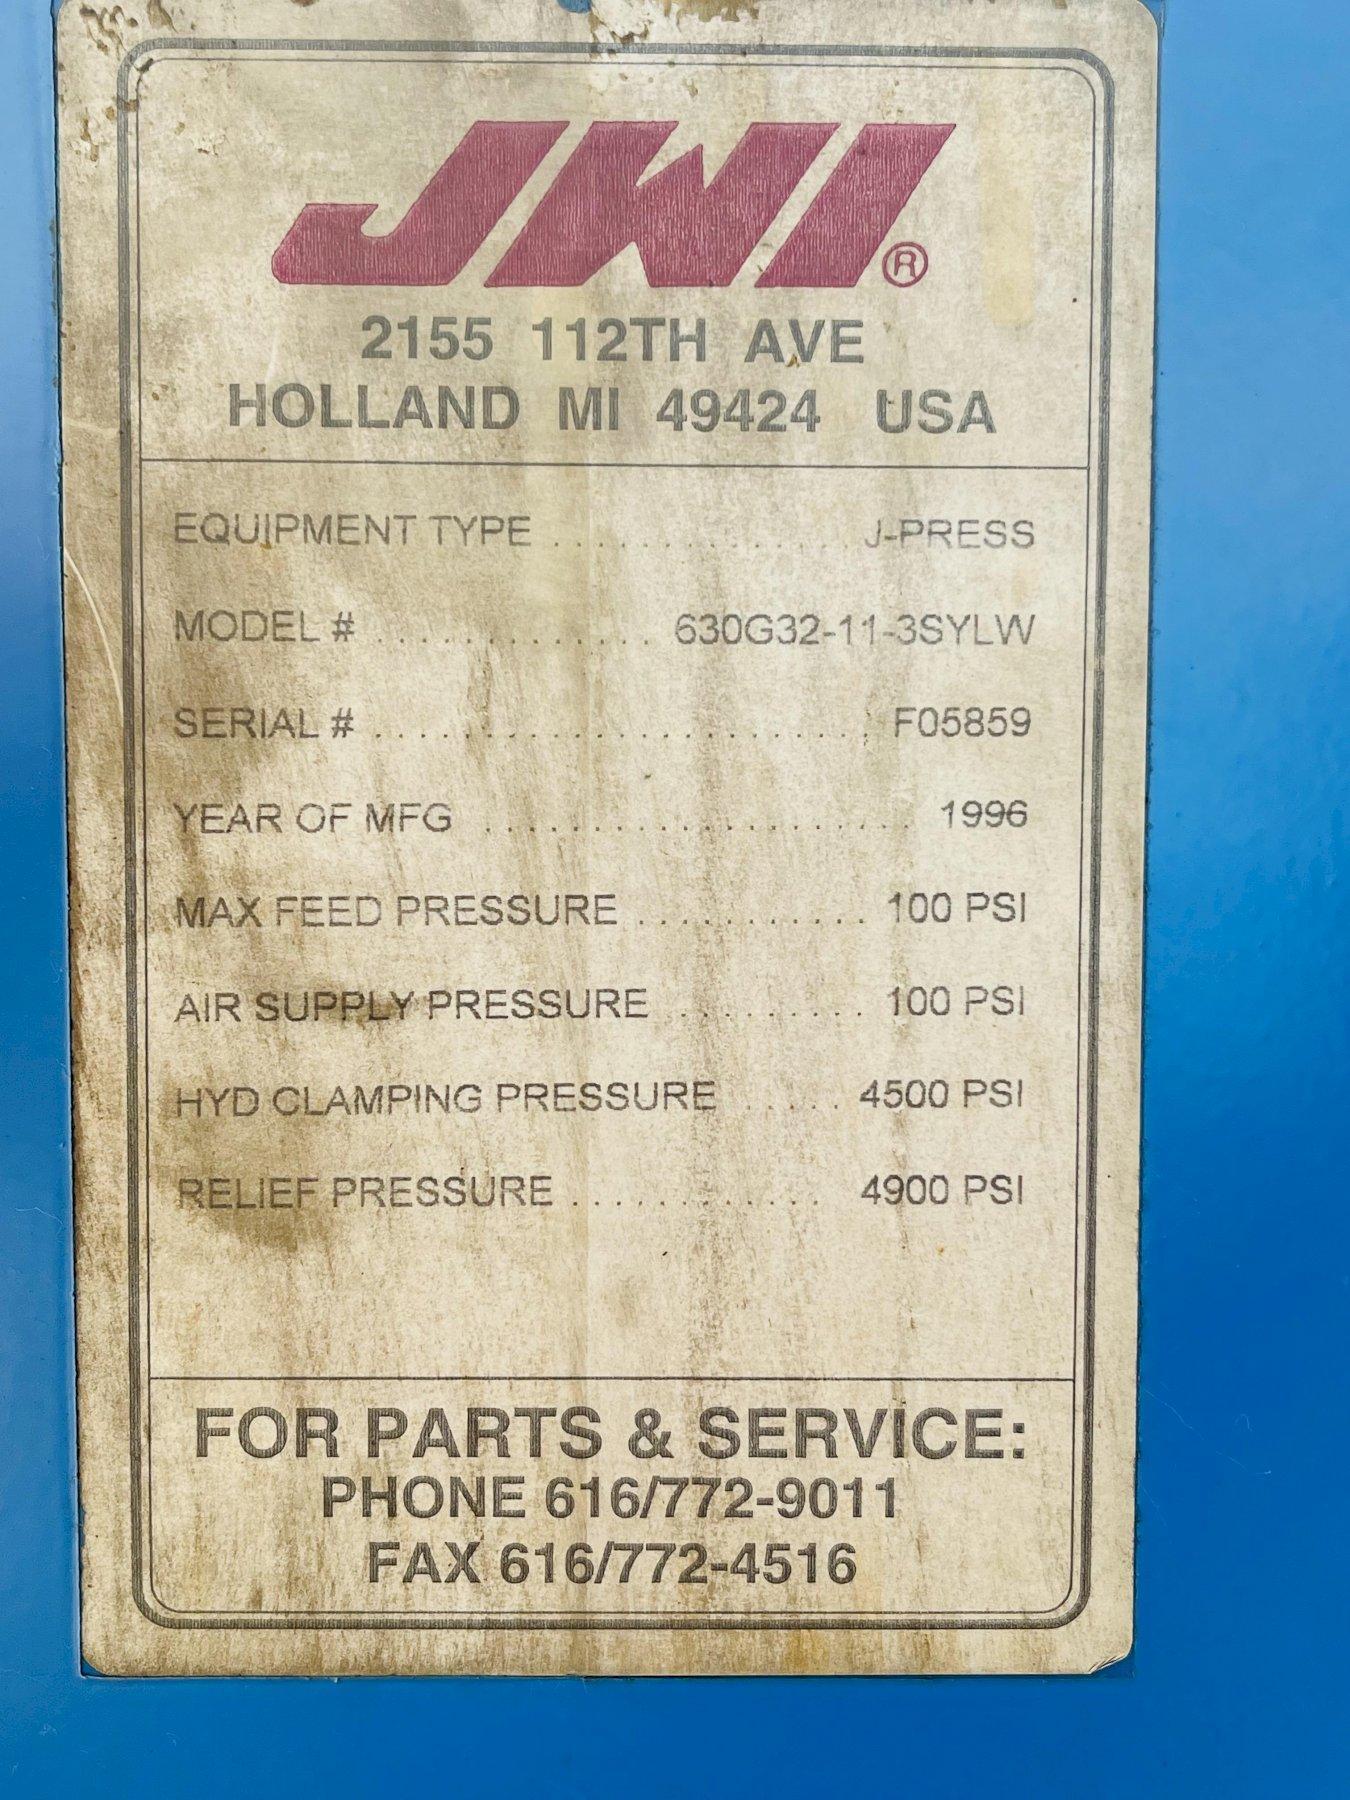 JWI®
2155 112TH AVE
HOLLAND MI 49424 USA
EQUIPMENT TYPE . . . . . . . . . . . . . . . . J-PRESS
MODEL # . . . . . . . . . . . . . . . 630G32-11-3SYLW
SERIAL # . . . . . . . . . . . . . . . . . . . . . . . . . F05859
YEAR OF MFG . . . . . . . . . . . . . . . . . . . . . . 1996
MAX FEED PRESSURE . . . . . . . . . . . . 100 PSI
AIR SUPPLY PRESSURE . . . . . . . . . . 100 PSI
HYD CLAMPING PRESSURE . . . . . 4500 PSI
RELIEF PRESSURE . . . . . . . . . . . . . 4900 PSI
FOR PARTS & SERVICE:
PHONE 616/772-9011
FAX 616/772-4516